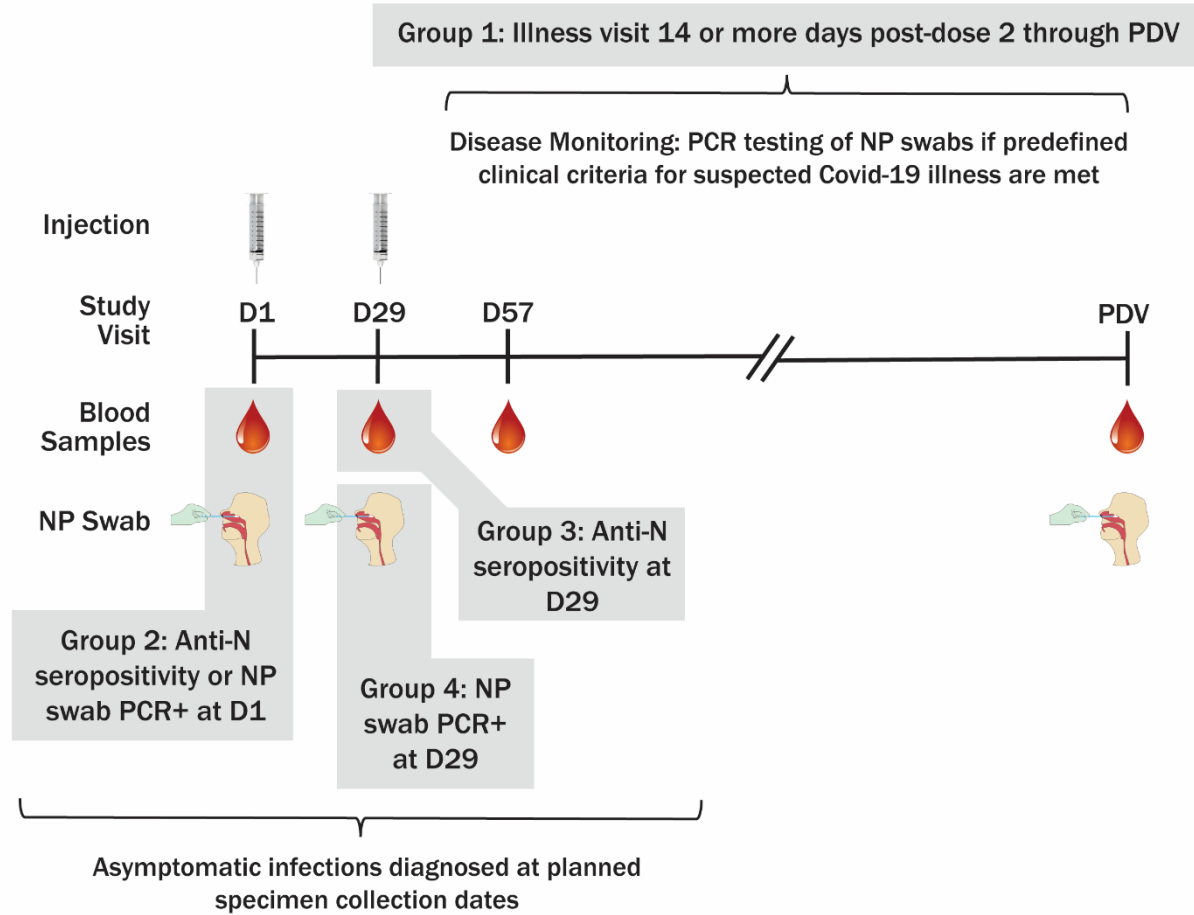 Group 1: Illness visit 14 or more days post-dose 2 through PDV
Disease Monitoring: PCR testing of NP swabs if predefined
clinical criteria for suspected Covid-19 illness are met
Injection
Study
Visit
D1
D29
D57
PDV
Blood
Samples
NP Swab
Group 3: Anti-N
seropositivity at
D29
Group 2: Anti-N
seropositivity or NP
swab PCR+ at D1
Group 4: NP
swab PCR+
at D29
Asymptomatic infections diagnosed at planned
specimen collection dates